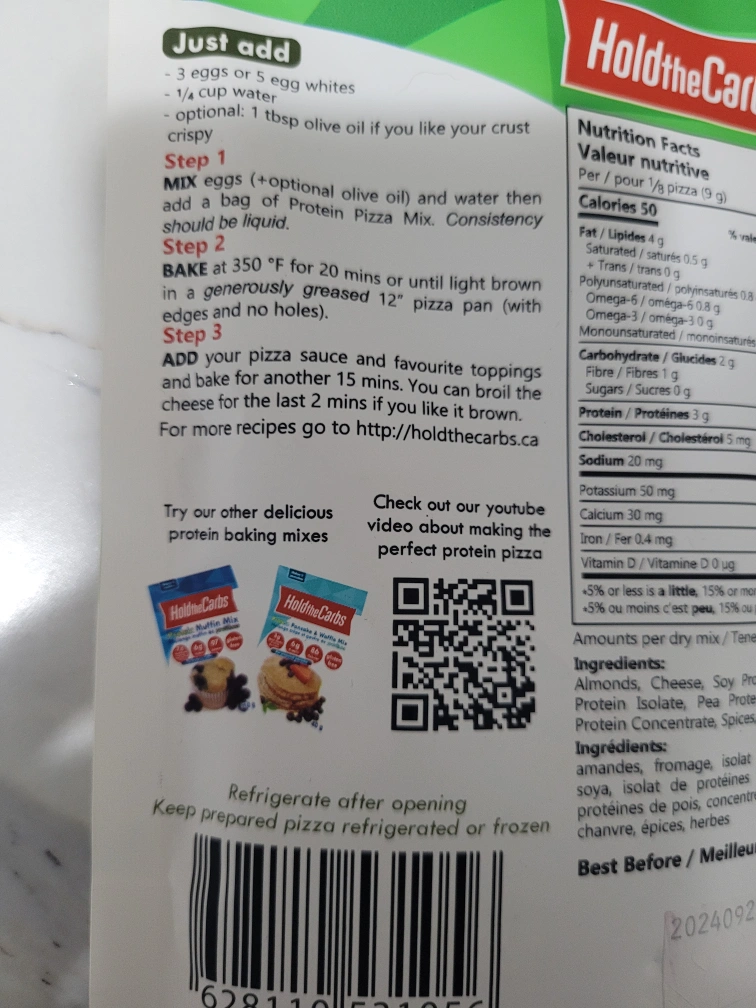 Just add
- 3 eggs or 5 egg whites
- 1/4 cup water
- optional: 1 tbsp olive oil if you like your crust
crispy
Step 1
MIX eggs (+optional olive oil) and water then
add a bag of Protein Pizza Mix. Consistency
should be liquid.
Step 2
BAKE at 350 °F for 20 mins or until light brown
in a generously greased 12" pizza pan (with
edges and no holes).
Step 3
ADD your pizza sauce and favourite toppings
and bake for another 15 mins. You can broil the
cheese for the last 2 mins if you like it brown.
For more recipes go to http://holdthecarbs.ca
Try our other delicious
protein baking mixes
Check out our youtube
video about making the
perfect protein pizza
HoldtheCarbs
Muffin Mix
HoldtheCarbs
Pancake & Waffle Mix
Refrigerate after opening
Keep prepared pizza refrigerated or frozen
HoldtheCar
Nutrition Facts
Valeur nutritive
Per / pour 1/8 pizza (9 g)
Calories 50
%
Fat / Lipides 4 g
Saturated / saturés 0.5 g
+ Trans / trans 0 g
Polyunsaturated / polyinsaturés 0.8
Omega-6 / oméga-6 0.8 g
Omega-3 / oméga-3 0 g
Monounsaturated / monoinsaturés
Carbohydrate / Glucides 2 g
Fibre / Fibres 1 g
Sugars / Sucres 0 g
Protein / Protéines 3 g
Cholesterol / Cholestérol 5 mg
Sodium 20 mg
Potassium 50 mg
Calcium 30 mg
Iron / Fer 0.4 mg
Vitamin D / Vitamine D 0 ug
*5% or less is a little, 15% or mor
*5% ou moins c'est peu, 15% ou
Amounts per dry mix / Tene
Ingredients:
Almonds, Cheese, Soy Pro
Protein Isolate, Pea Prote
Protein Concentrate, Spices,
Ingrédients:
amandes, fromage, isolat
soya, isolat de protéines
protéines de pois, concentr
chanvre, épices, herbes
Best Before / Meilleu
2024092